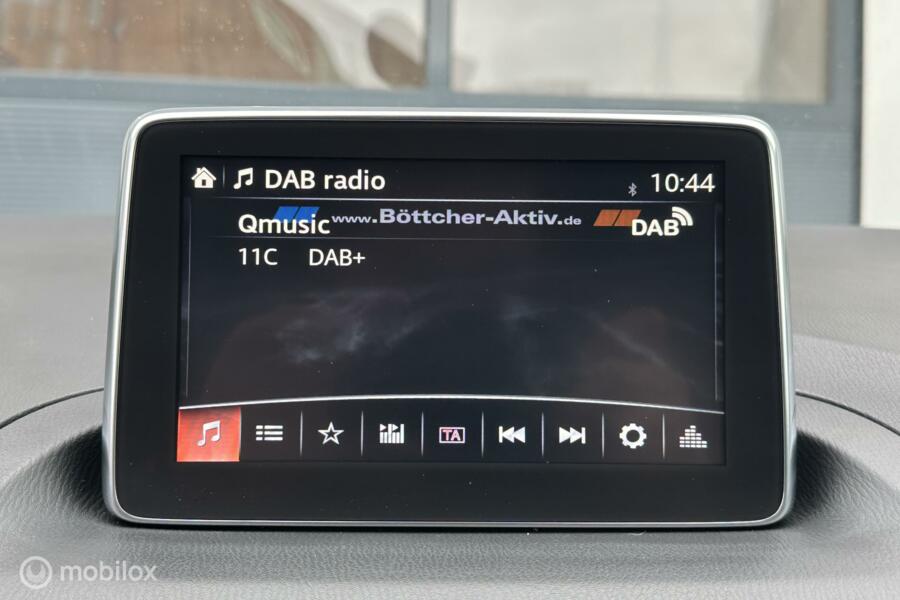 DAB radio 10:44
Qmusic www.Böttcher-Aktiv.de DAB
11C DAB+
TA
mobilox